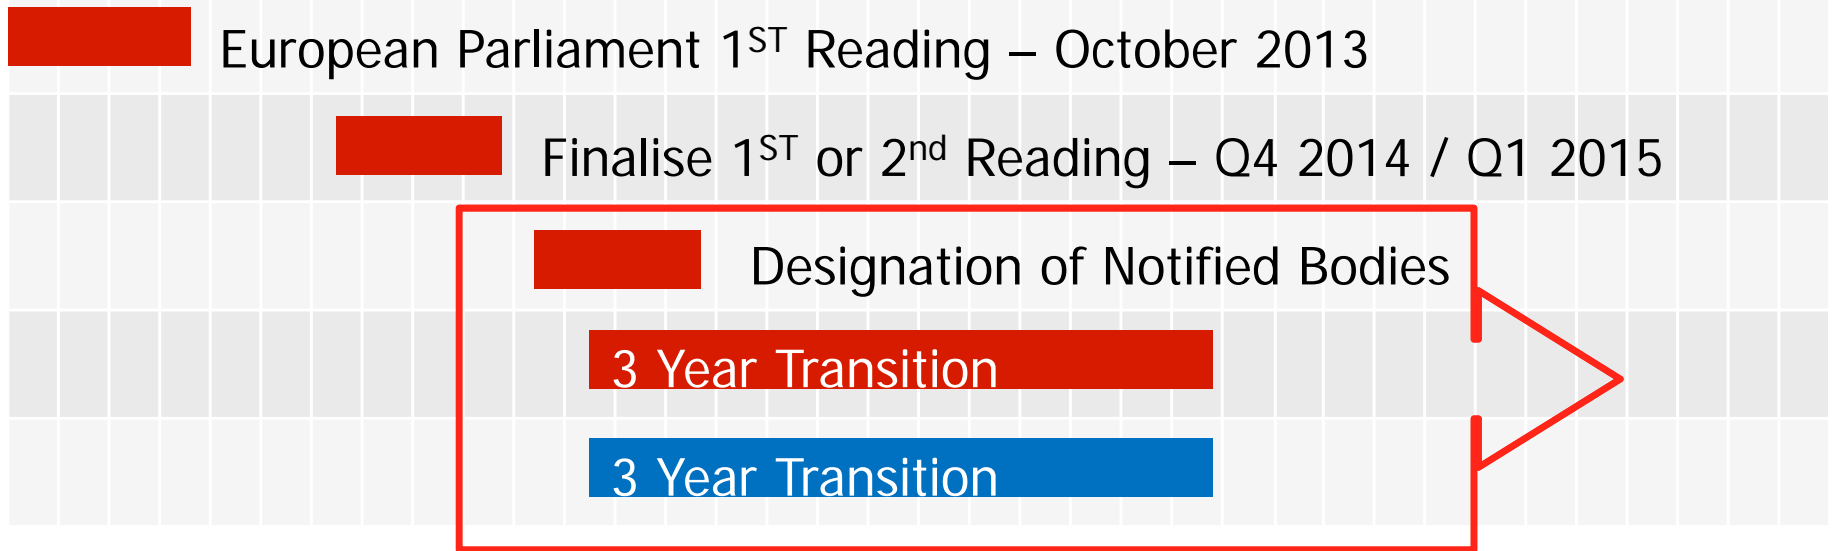 European Parliament 1ST Reading – October 2013
Finalise 1ST or 2nd Reading – Q4 2014 / Q1 2015
Designation of Notified Bodies
3 Year Transition
3 Year Transition